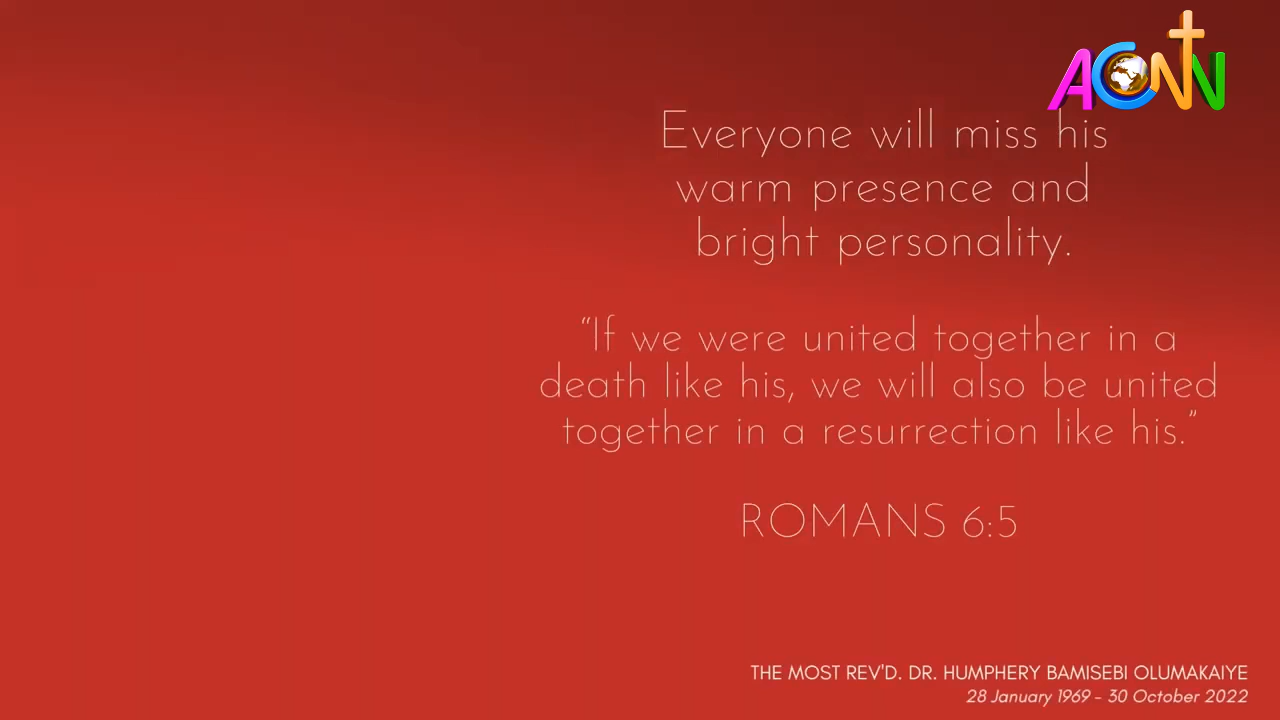 ACNN
Everyone will miss his
warm presence and
bright personality.
“If we were united together in a
death like his, we will also be united
together in a resurrection like his.”
ROMANS 6:5
THE MOST REV'D. DR. HUMPHERY BAMISEBI OLUMAKAIYE
28 January 1969 - 30 October 2022